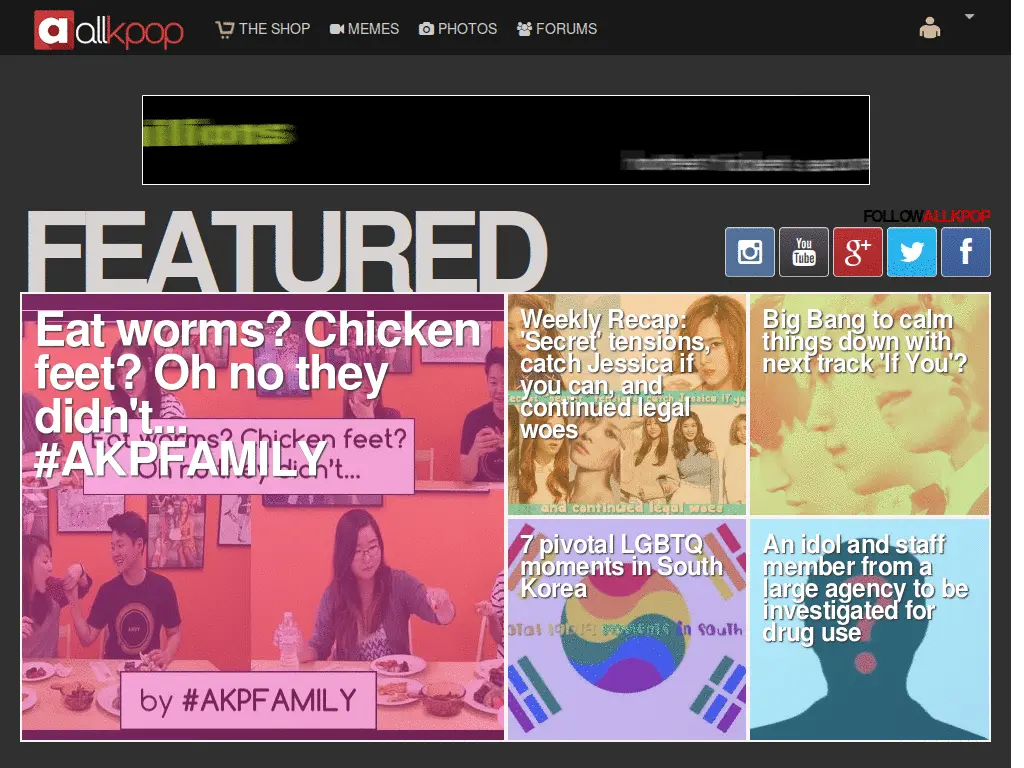 allkpop THE SHOP MEMES PHOTOS FORUMS
FEATURED
FOLLOWALLKPOP
You
Tube
g+
f
Eat worms? Chicken
feet? Oh no they
didn't...
#AKPFAMILY
Eat worms? Chicken feet?
Oh no they didn't...
by #AKPFAMILY
Weekly Recap:
'Secret' tensions,
catch Jessica if
you can, and
continued legal
woes
and continued legal woes
Big Bang to calm
things down with
next track 'If You'?
7 pivotal LGBTQ
moments in South
Korea
An idol and staff
member from a
large agency to be
investigated for
drug use